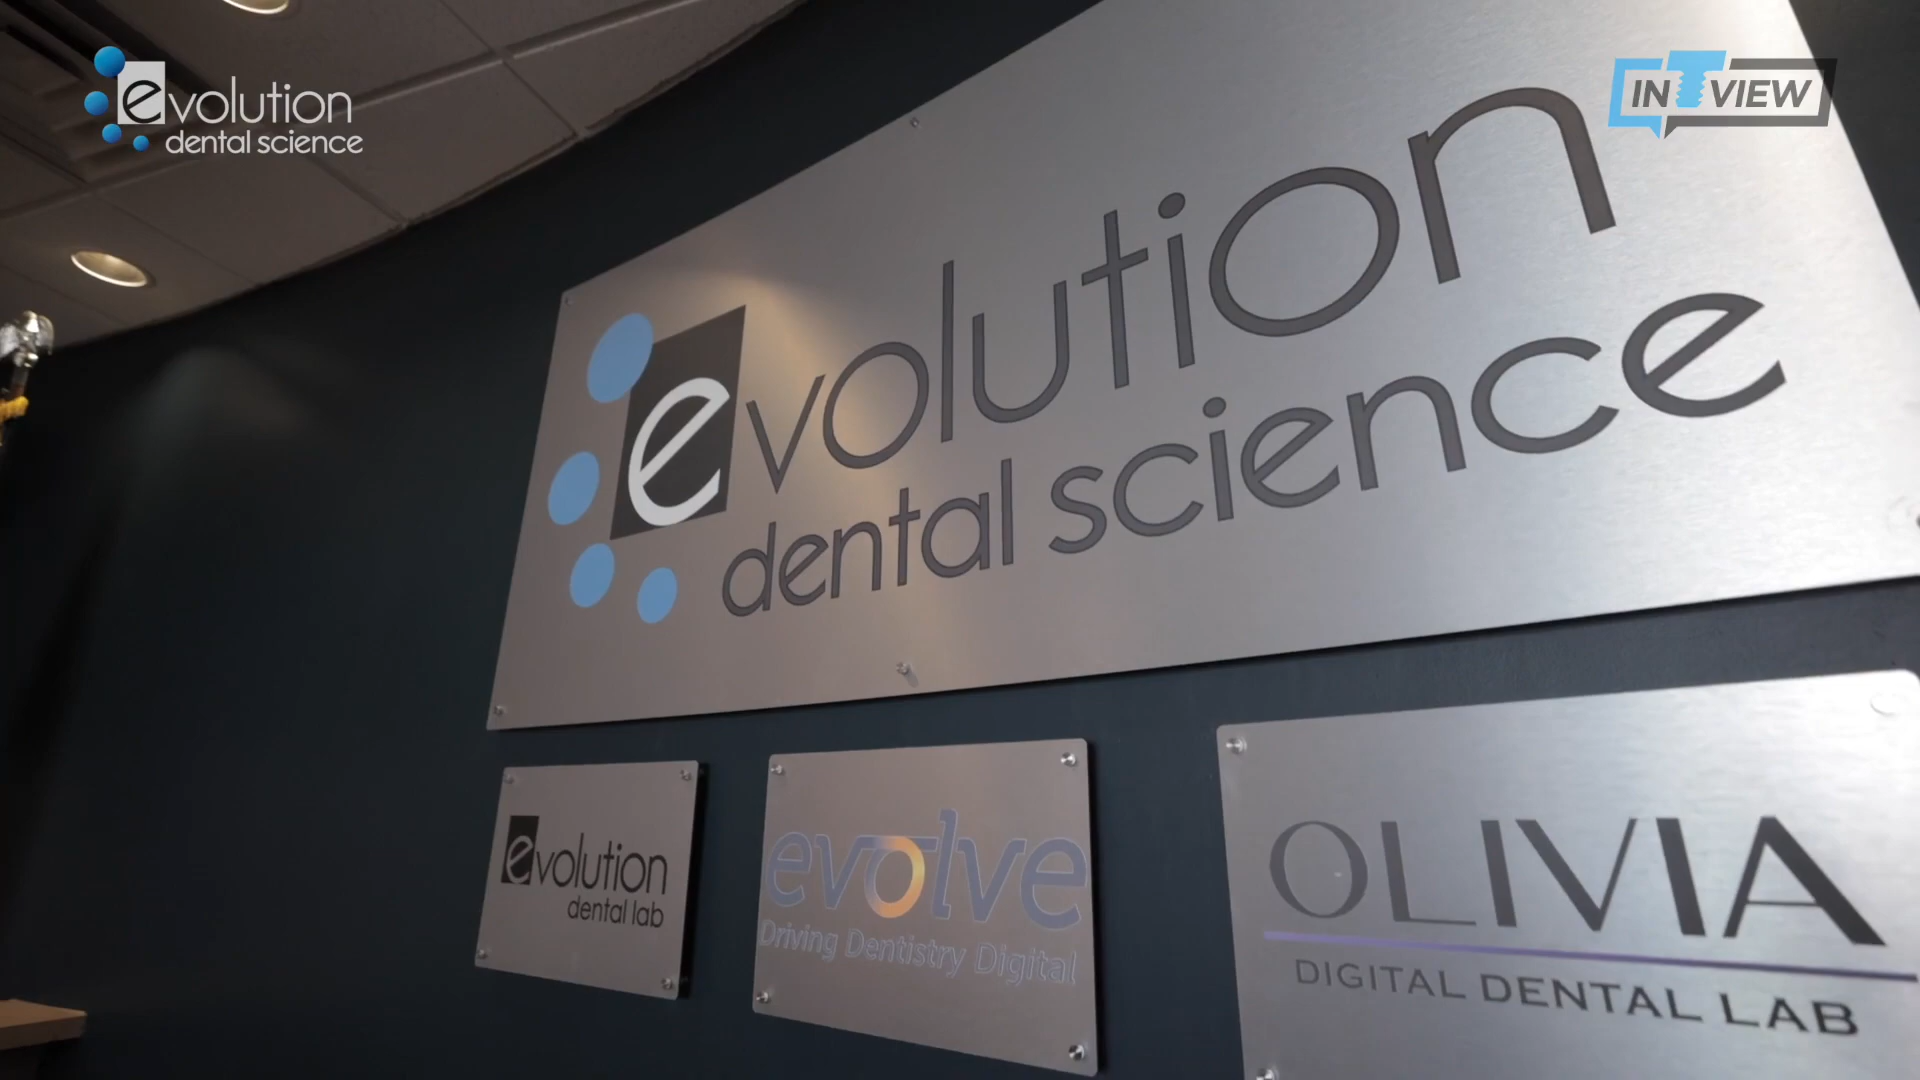 evolution
dental science
IN VIEW
evolution
dental science
evolution
dental lab
evolve
Driving Dentistry Digital
OLIVIA
DIGITAL DENTAL LAB